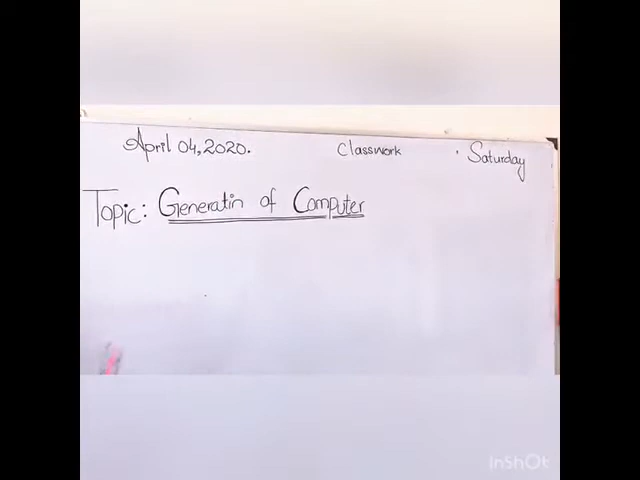 April 04, 2020. Classwork Saturday
Topic: Generatin of Computer
InShOt